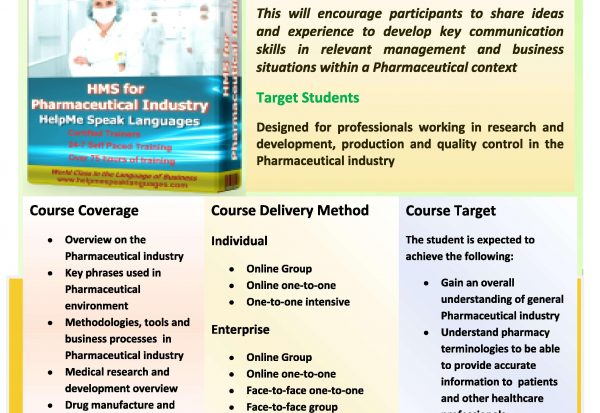 This will encourage participants to share ideas
and experience to develop key communication
skills in relevant management and business
situations within a Pharmaceutical context
Target Students
Designed for professionals working in research and
development, production and quality control in the
Pharmaceutical industry
HMS for
Pharmaceutical Industry
HelpMe Speak Languages
Certified Trainers
24-7 Self Paced Training
Over 75 hours of training
World Class in the Language of Business
www.helpmespeaklanguages.com
HMS for
Pharmaceutical Indus
Course Coverage
• Overview on the
Pharmaceutical industry
• Key phrases used in
Pharmaceutical
environment
• Methodologies, tools and
business processes in
Pharmaceutical industry
• Medical research and
development overview
• Drug manufacture and
Course Delivery Method
Individual
• Online Group
• Online one-to-one
• One-to-one intensive
Enterprise
• Online Group
• Online one-to-one
• Face-to-face one-to-one
• Face-to-face group
Course Target
The student is expected to
achieve the following:
• Gain an overall
understanding of general
Pharmaceutical industry
• Understand pharmacy
terminologies to be able
to provide accurate
information to patients
and other healthcare